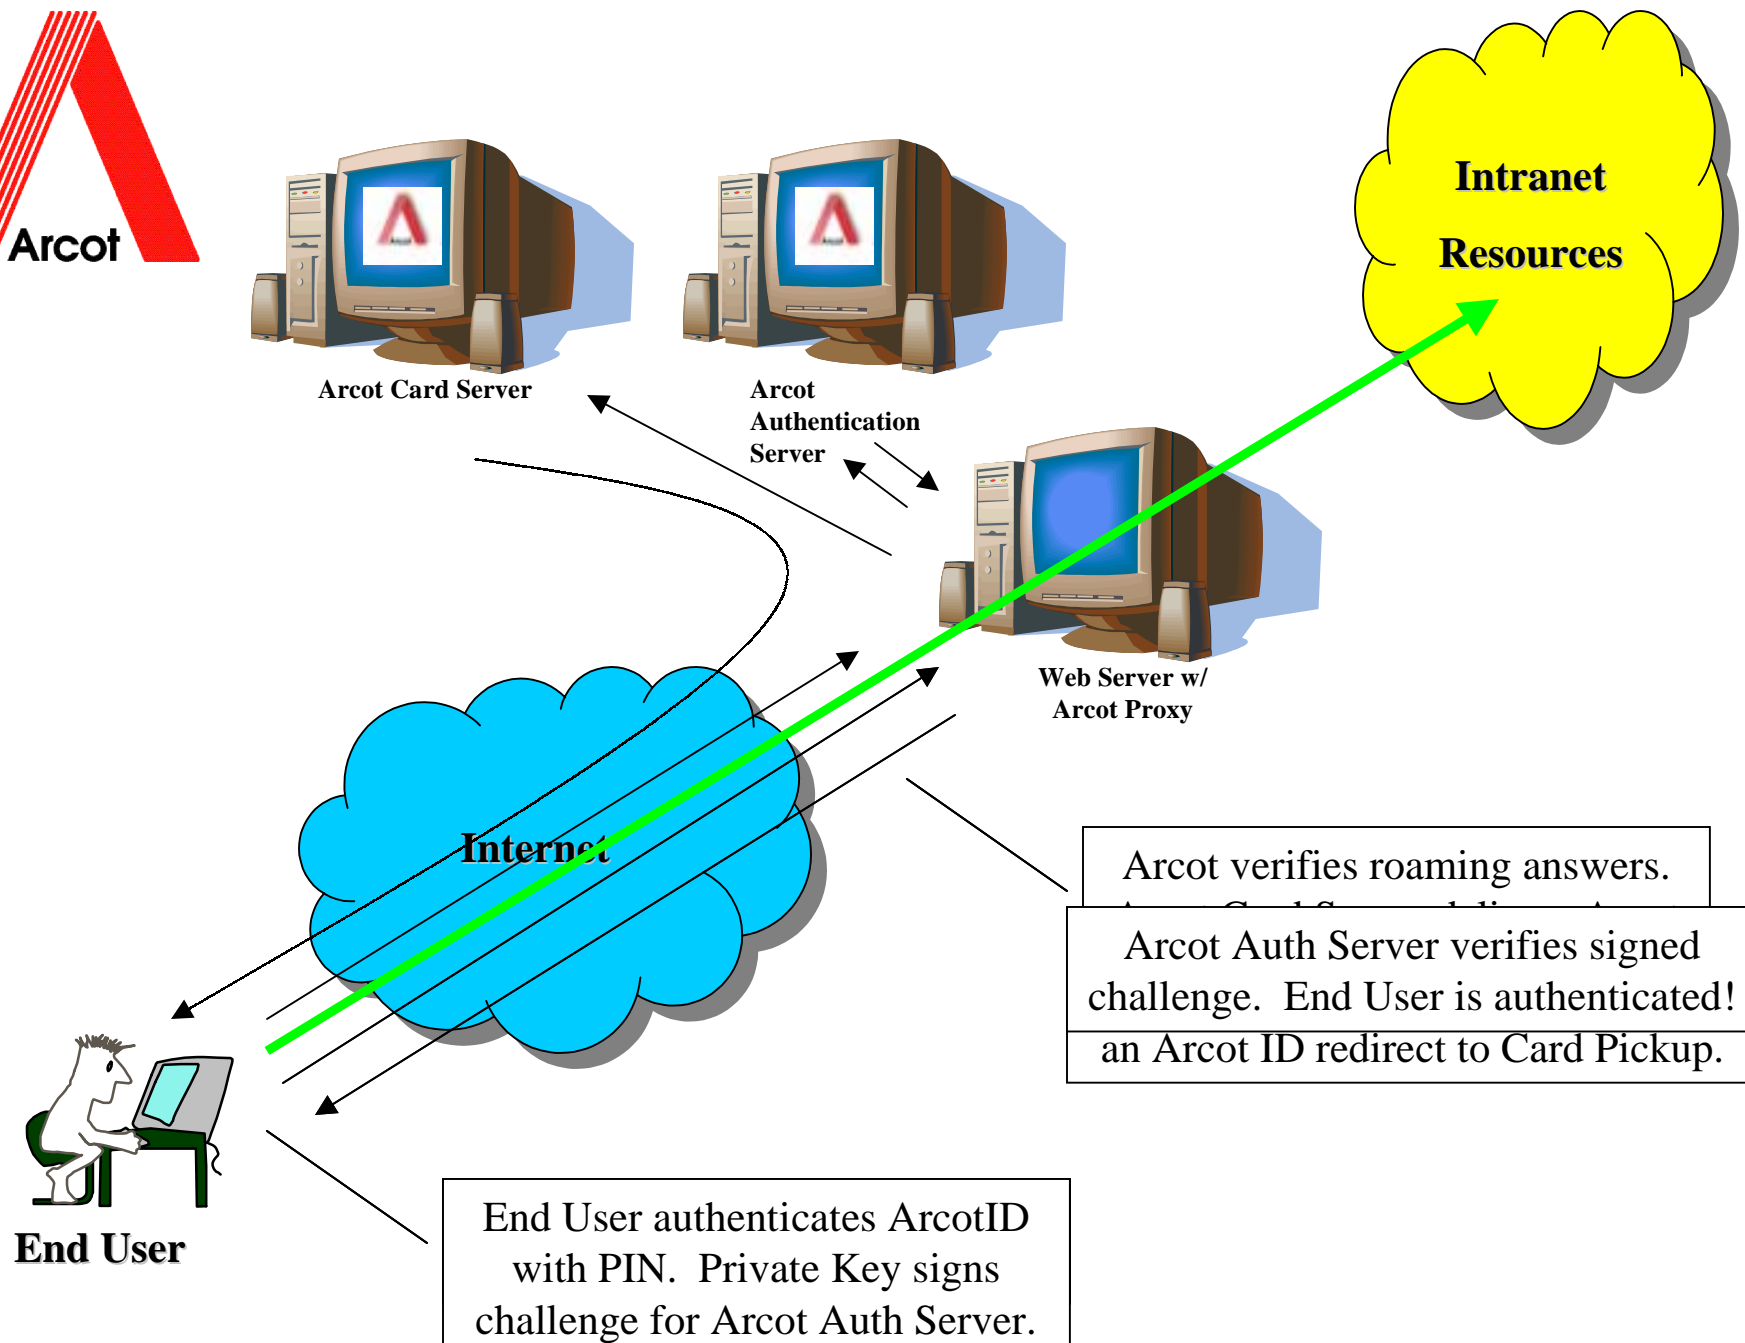 Arcot
Intranet
Resources
Arcot Card Server
Arcot
Authentication
Server
Web Server w/
Arcot Proxy
Internet
Arcot verifies roaming answers.
Arcot Auth Server verifies signed
challenge.  End User is authenticated!
an Arcot ID redirect to Card Pickup.
End User
End User authenticates ArcotID
with PIN.  Private Key signs
challenge for Arcot Auth Server.